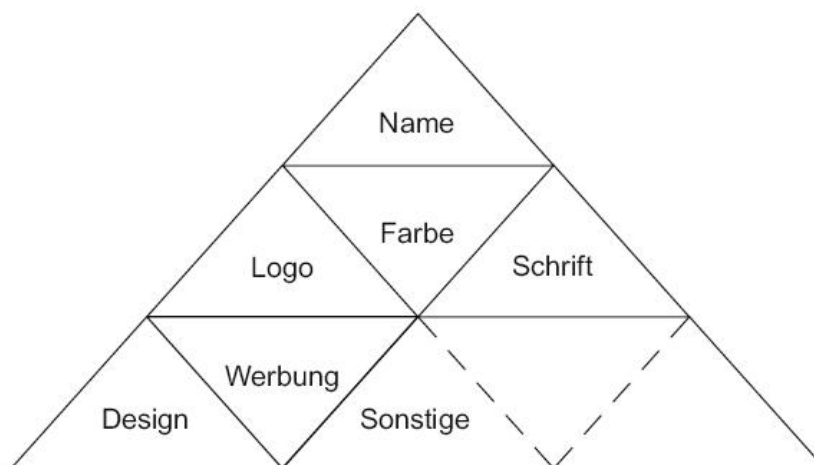 Name
Farbe
Logo
Schrift
Werbung
Design
Sonstige